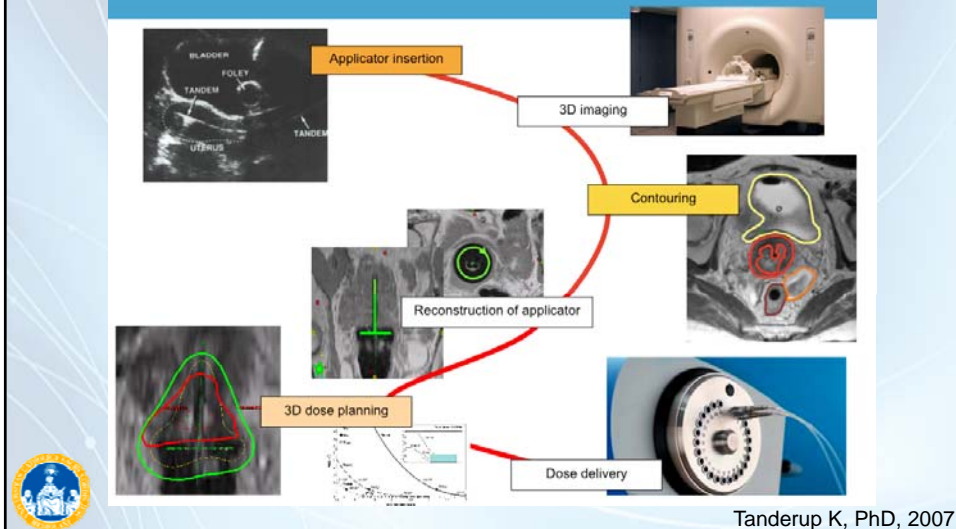 BLADDER
FOLEY
TANDEM
TANDEM
UTERUS
Applicator insertion
3D imaging
Contouring
Reconstruction of applicator
3D dose planning
Dose delivery
Tanderup K, PhD, 2007